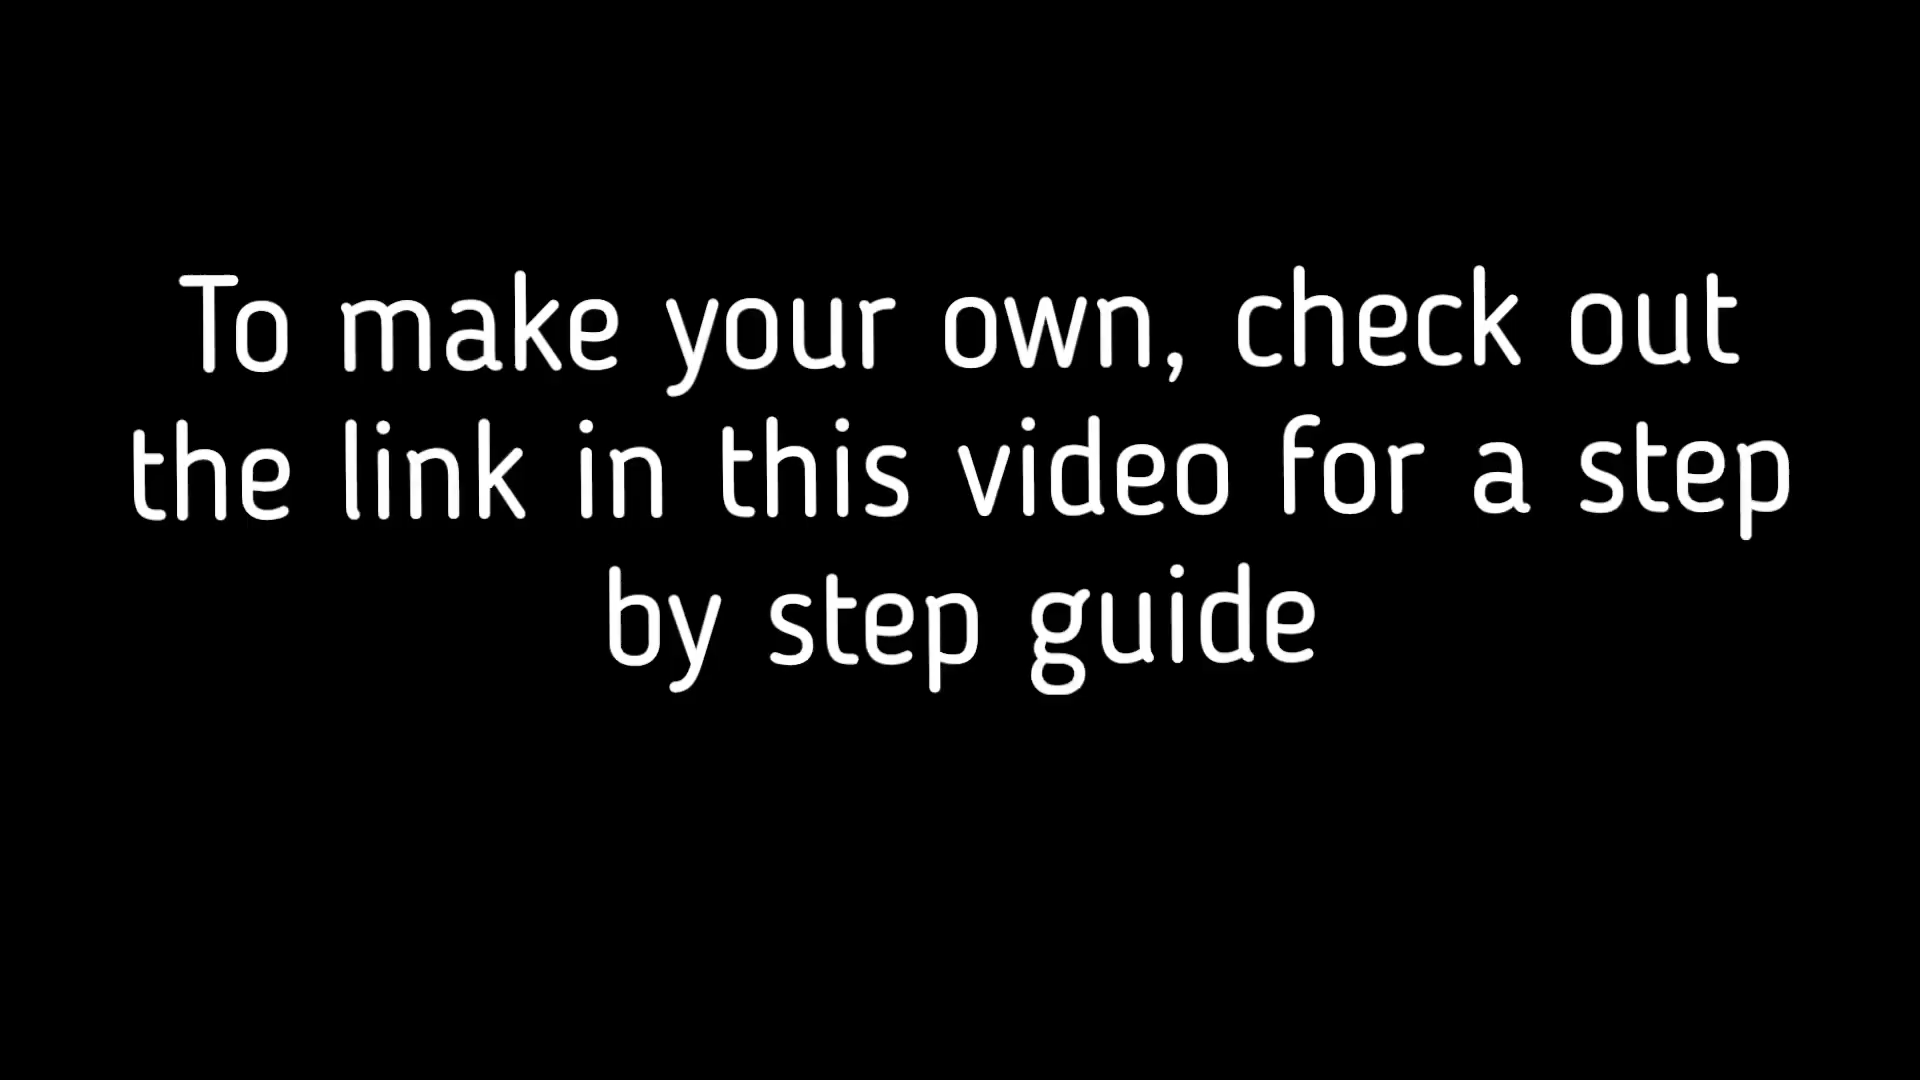 To make your own, check out
the link in this video for a step
by step guide